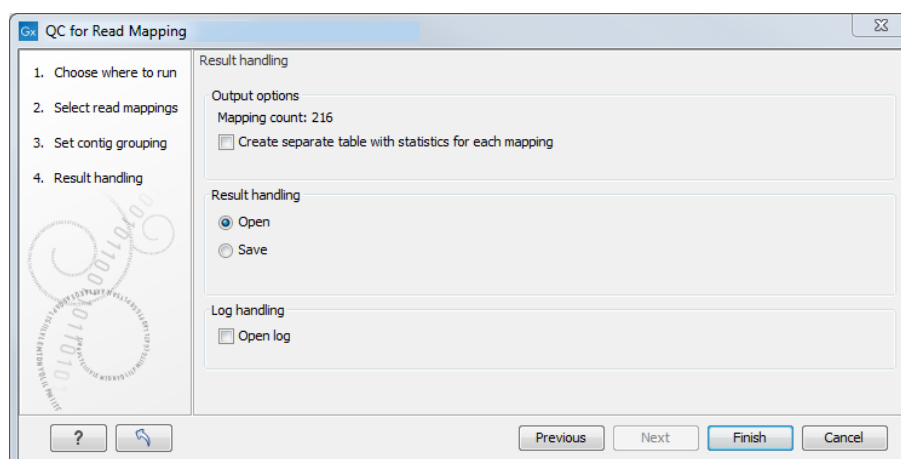 Gx QC for Read Mapping
1. Choose where to run
2. Select read mappings
3. Set contig grouping
4. Result handling
Result handling
Output options
Mapping count: 216
Create separate table with statistics for each mapping
Result handling
Open
Save
Log handling
Open log
?
Previous
Next
Finish
Cancel